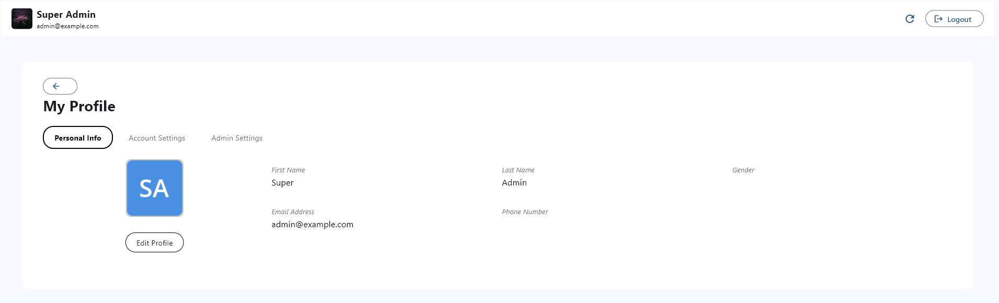 Super Admin
admin@example.com
Logout
My Profile
Personal Info
Account Settings
Admin Settings
SA
Edit Profile
First Name
Super
Last Name
Admin
Gender
Email Address
admin@example.com
Phone Number